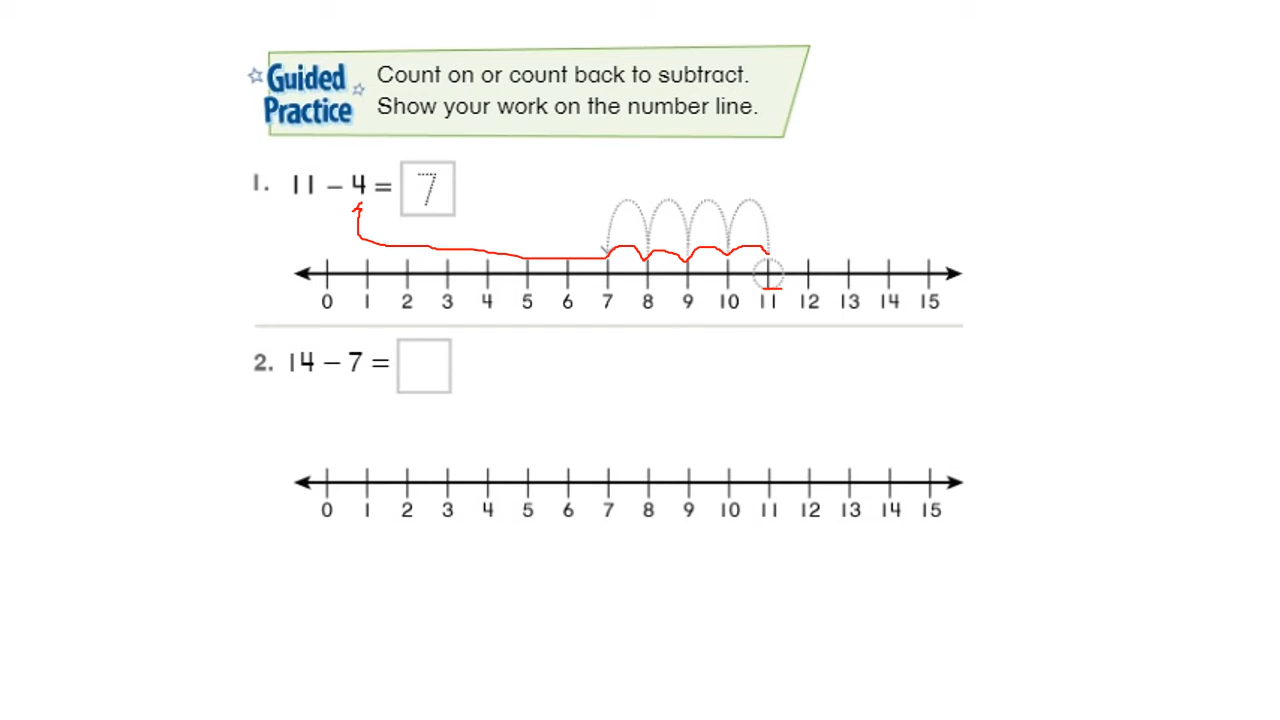 Guided Practice
Count on or count back to subtract.
Show your work on the number line.
1. 11 – 4 = 7
0 1 2 3 4 5 6 7 8 9 10 11 12 13 14 15
2. 14 – 7 =
0 1 2 3 4 5 6 7 8 9 10 11 12 13 14 15